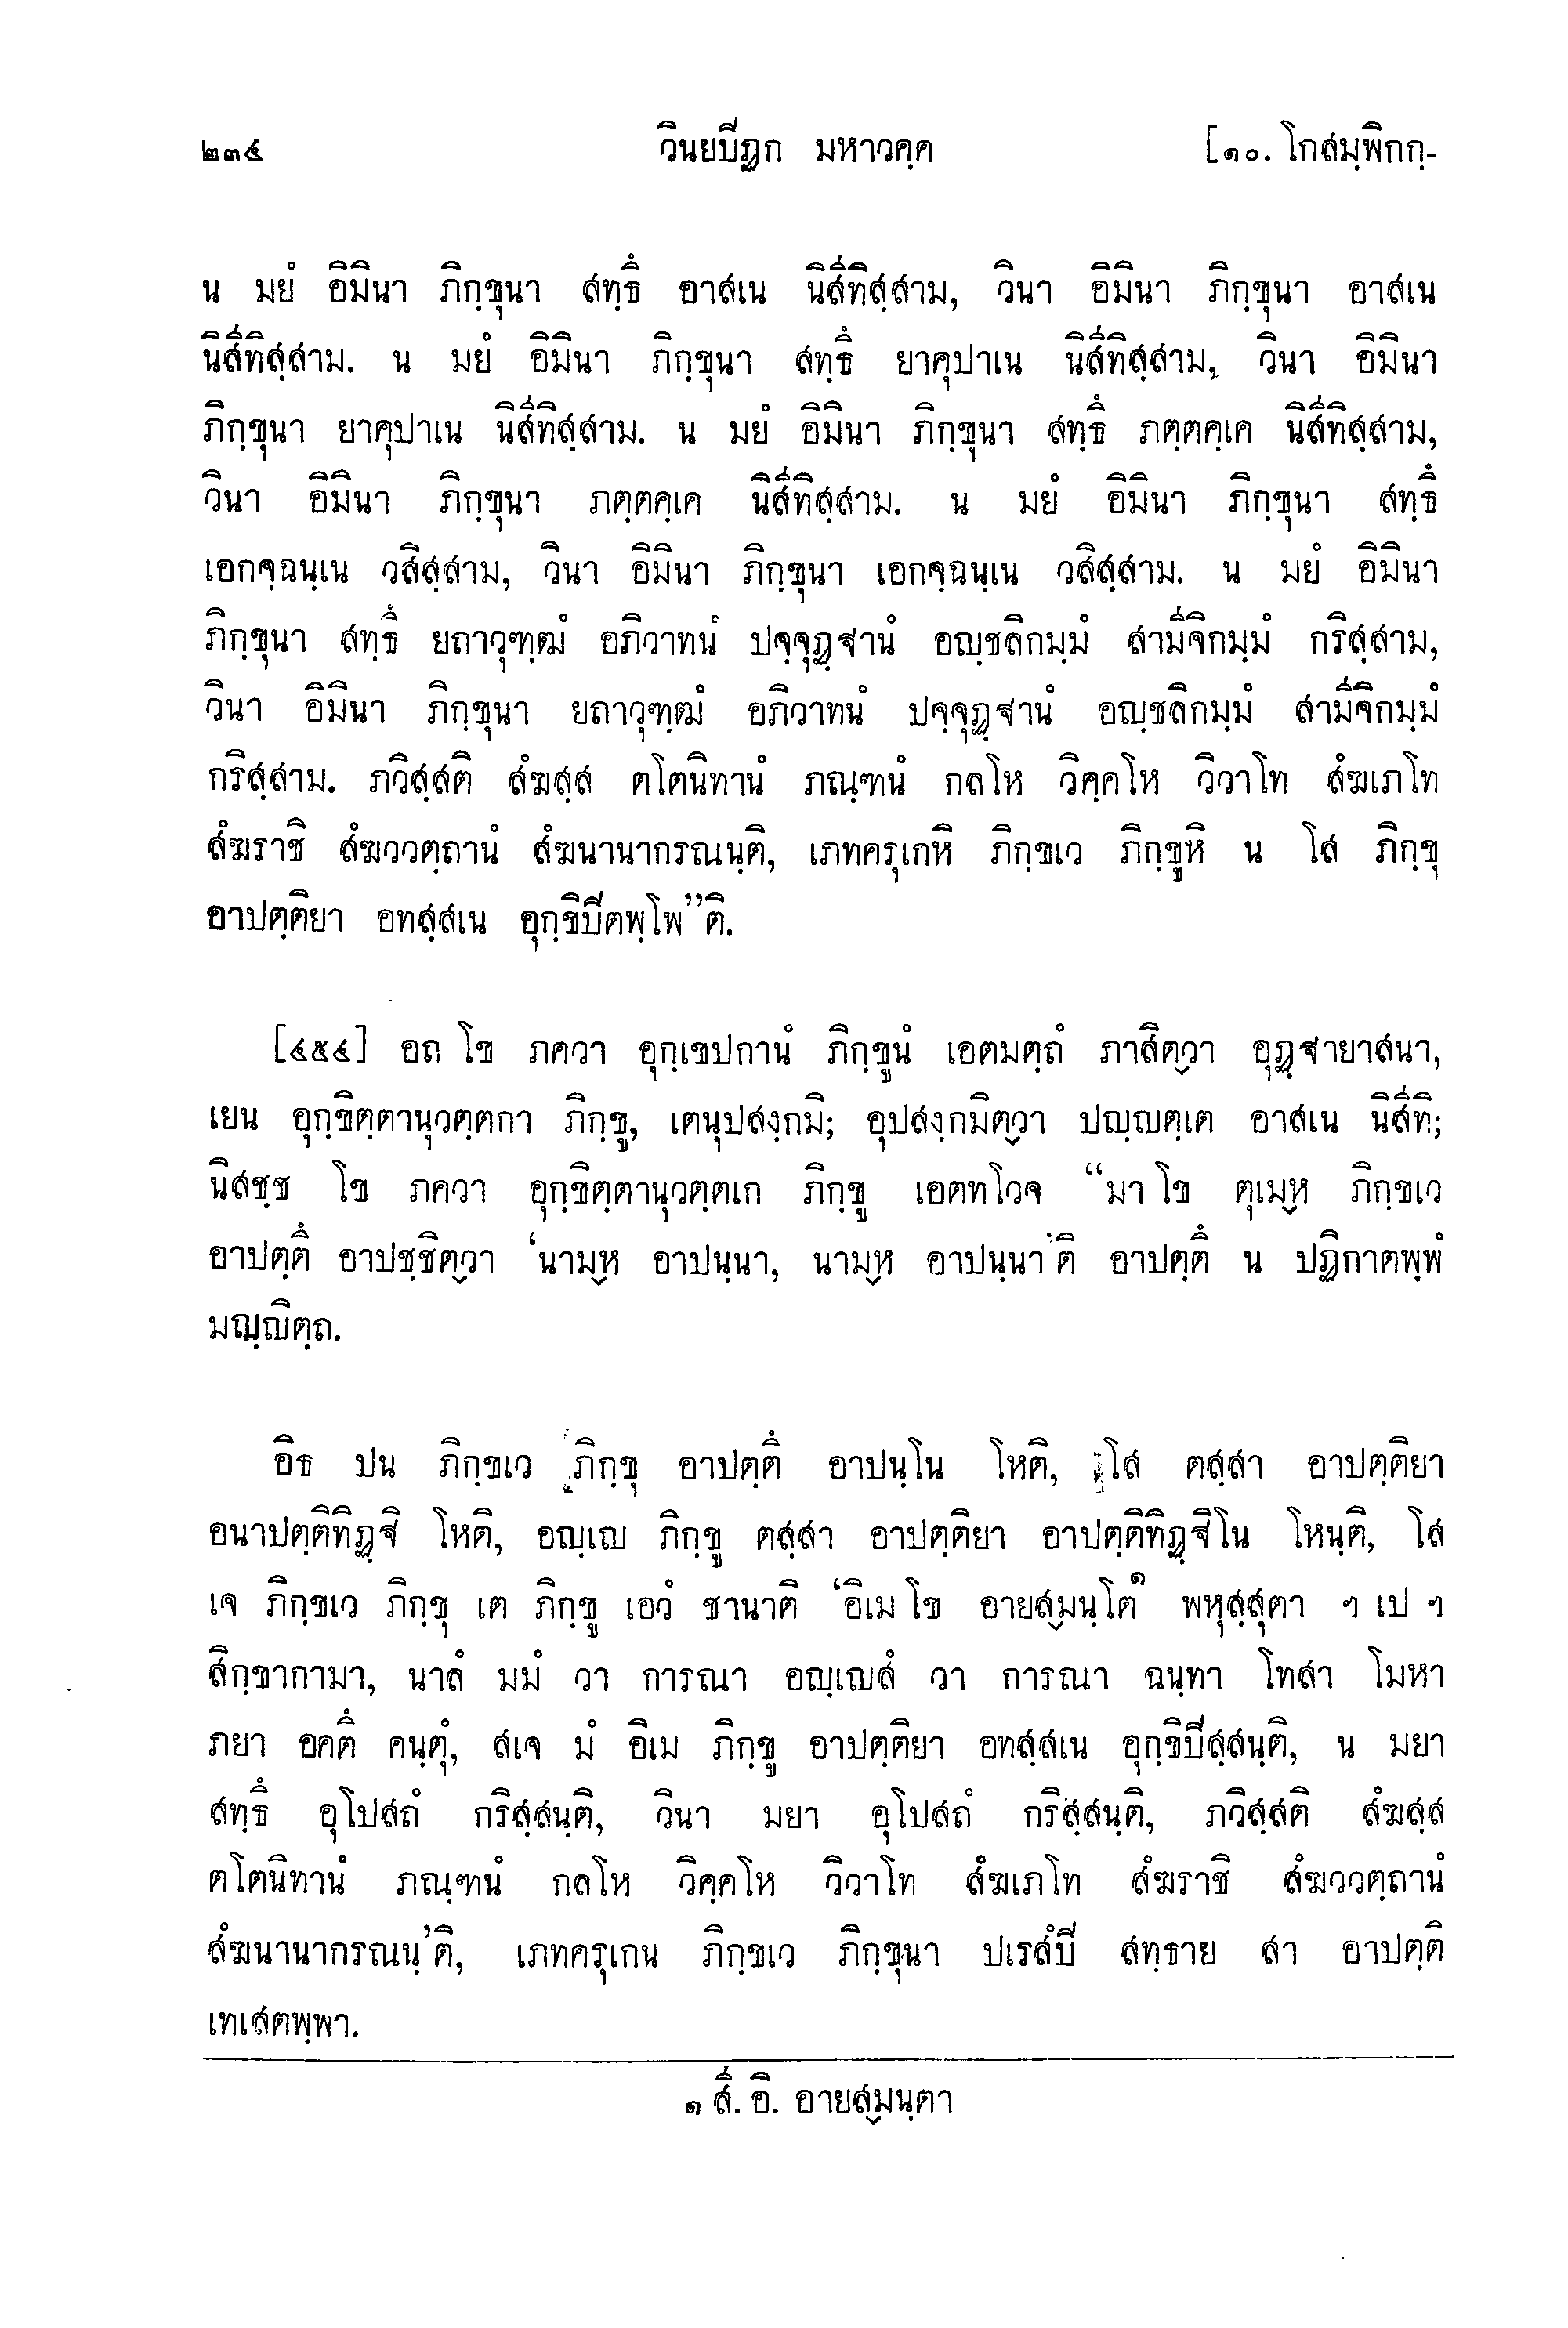 ๒๓๔ วินยปิฏก มหาวคฺค [๑๐. โกสมฺพิกกฺ-
น มยํ อิมินา ภิกฺขุนา สทฺธึ อาสเน นิสีทิสฺสาม, วินา อิมินา ภิกฺขุนา อาสเน
นิสีทิสฺสาม. น มยํ อิมินา ภิกฺขุนา สทฺธึ ยาคุปาเน นิสีทิสฺสาม, วินา อิมินา
ภิกฺขุนา ยาคุปาเน นิสีทิสฺสาม. น มยํ อิมินา ภิกฺขุนา สทฺธึ ภตฺตคฺเค นิสีทิสฺสาม,
วินา อิมินา ภิกฺขุนา ภตฺตคฺเค นิสีทิสฺสาม. น มยํ อิมินา ภิกฺขุนา สทฺธึ
เอกจฺฉนฺเน วสิสฺสาม, วินา อิมินา ภิกฺขุนา เอกจฺฉนฺเน วสิสฺสาม. น มยํ อิมินา
ภิกฺขุนา สทฺธึ ยถาวุฑฺฒํ อภิวาทนํ ปจฺจุฏฺฐานํ อญฺชลิกมฺมํ สามีจิกมฺมํ กริสฺสาม,
วินา อิมินา ภิกฺขุนา ยถาวุฑฺฒํ อภิวาทนํ ปจฺจุฏฺฐานํ อญฺชลิกมฺมํ สามีจิกมฺมํ
กริสฺสาม. ภวิสฺสติ สํฆสฺส ตโตนิทานํ ภณฺฑนํ กลโห วิคฺคโห วิวาโท สํฆเภโท
สํฆราชิ สํฆววตฺถานํ สํฆนานากรณนฺติ, เภทครุเกหิ ภิกฺขเว ภิกฺขูหิ น โส ภิกฺขุ
อาปตฺติยา อทสฺสเน อุกฺขิปิตพฺโพ”ติ.
[๔๕๔] อถ โข ภควา อุกฺเขปกานํ ภิกฺขูนํ เอตมตฺถํ ภาสิตฺวา อุฏฺฐายาสนา,
เยน อุกฺขิตฺตานุวตฺตกา ภิกฺขู, เตนุปสงฺกมิ; อุปสงฺกมิตฺวา ปญฺญตฺเต อาสเน นิสีทิ;
นิสชฺช โข ภควา อุกฺขิตฺตานุวตฺตเก ภิกฺขู เอตทโวจ “มา โข ตุเมฺห ภิกฺขเว
อาปตฺตึ อาปชฺชิตฺวา ‘นามฺห อาปนฺนา, นามฺห อาปนฺนา’ติ อาปตฺตึ น ปฏิกาตพฺพํ
มญฺญิตฺถ.
อิธ ปน ภิกฺขเว ภิกฺขุ อาปตฺตึ อาปนฺโน โหติ, โส ตสฺสา อาปตฺติยา
อนาปตฺติทิฏฺฐิ โหติ, อญฺเญ ภิกฺขู ตสฺสา อาปตฺติยา อาปตฺติทิฏฺฐิโน โหนฺติ, โส
เจ ภิกฺขเว ภิกฺขุ เต ภิกฺขู เอวํ ชานาติ ‘อิเม โข อายสฺมนฺโต๑ พหุสฺสุตา ฯ เป ฯ
สิกฺขากามา, นาลํ มมํ วา การณา อญฺเญสํ วา การณา ฉนฺทา โทสา โมหา
ภยา อคตึ คนฺตุํ, สเจ มํ อิเม ภิกฺขู อาปตฺติยา อทสฺสเน อุกฺขิปิสฺสนฺติ, น มยา
สทฺธึ อุโปสถํ กริสฺสนฺติ, วินา มยา อุโปสถํ กริสฺสนฺติ, ภวิสฺสติ สํฆสฺส
ตโตนิทานํ ภณฺฑนํ กลโห วิคฺคโห วิวาโท สํฆเภโท สํฆราชิ สํฆววตฺถานํ
สํฆนานากรณนฺ’ติ, เภทครุเกน ภิกฺขเว ภิกฺขุนา ปเรสํปิ สทฺธาย สา อาปตฺติ
เทเสตพฺพา.
๑ สี. อิ. อายสฺมนฺตา